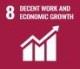 8 DECENT WORK AND
ECONOMIC GROWTH